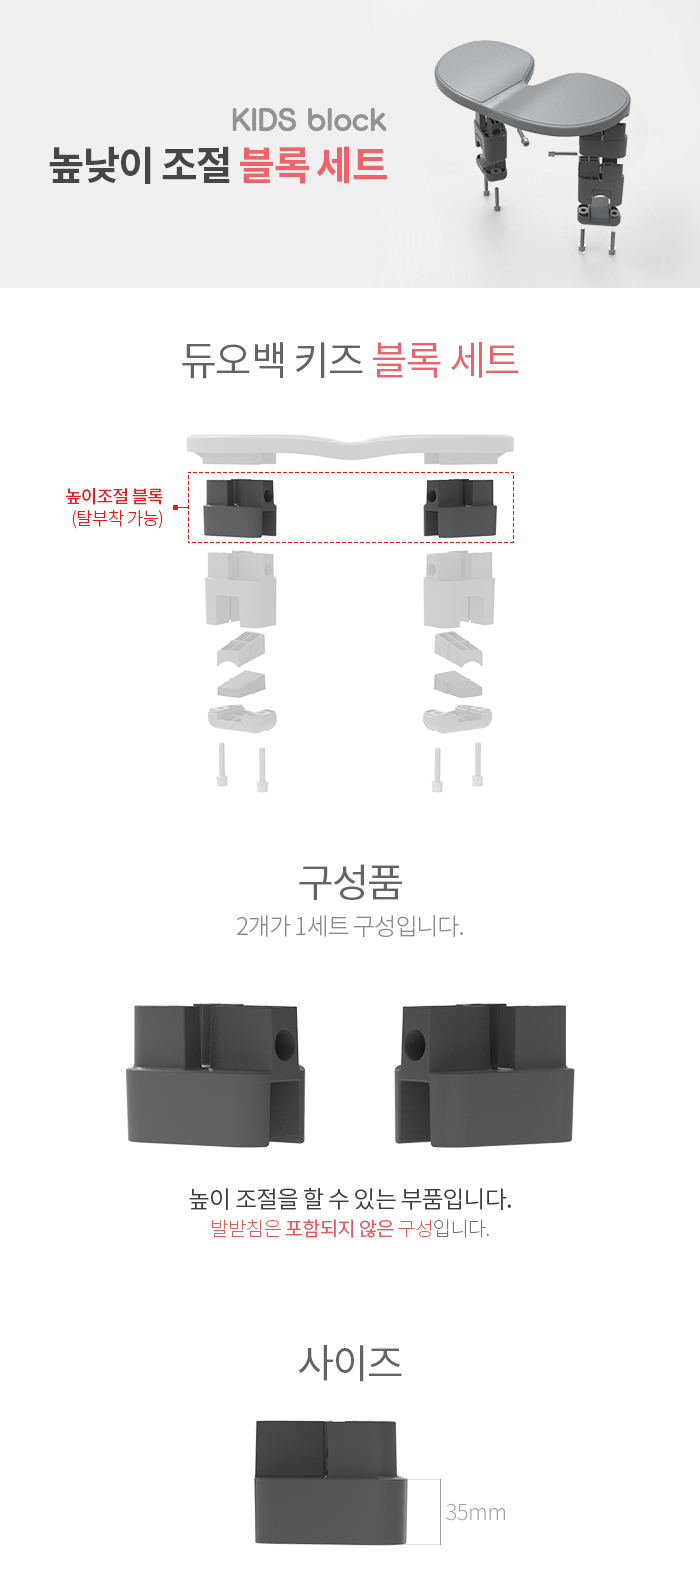 KIDS block
높낮이 조절 블록 세트
듀오백 키즈 블록 세트
높이조절 블록
(탈부착 가능)
구성품
2개가 1세트 구성입니다.
높이 조절을 할 수 있는 부품입니다.
발받침은 포함되지 않은 구성입니다.
사이즈
35mm